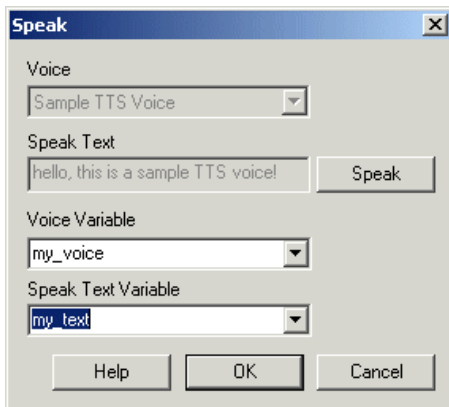 Speak
Voice
Sample TTS Voice
Speak Text
hello, this is a sample TTS voice!
Speak
Voice Variable
my_voice
Speak Text Variable
my_text
Help
OK
Cancel